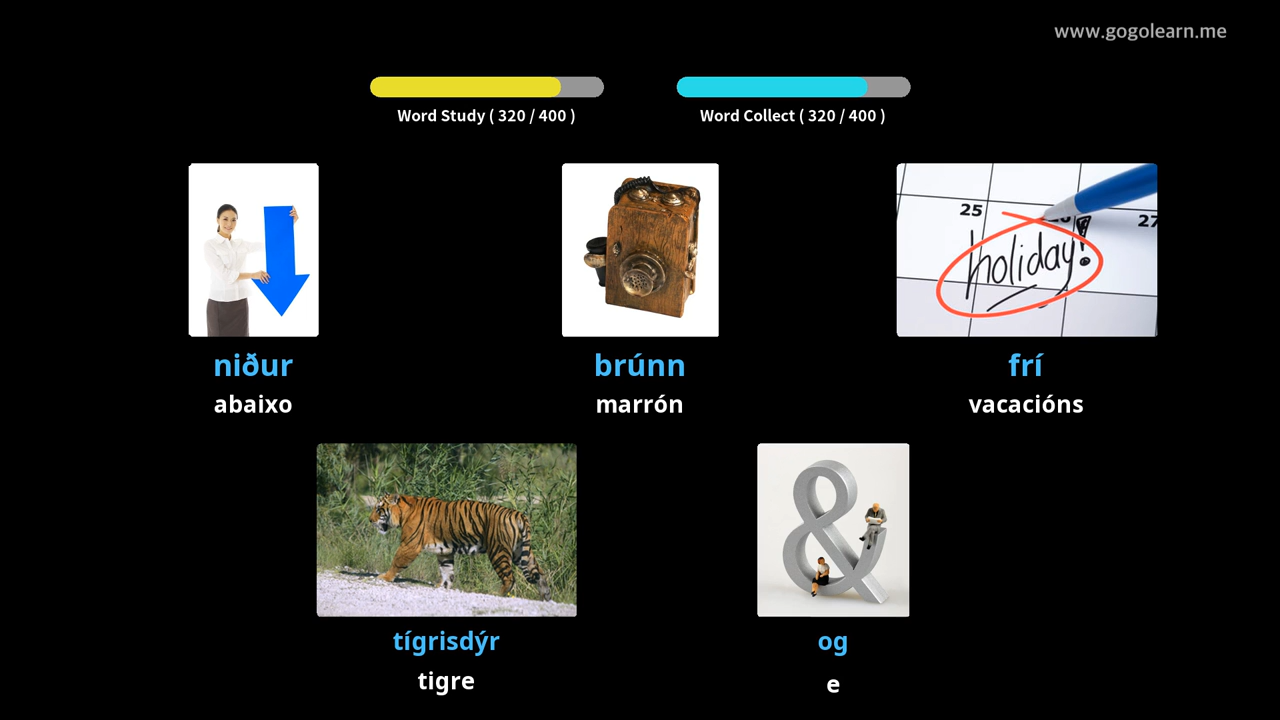 www.gogolearn.me
Word Study ( 320 / 400 )
Word Collect ( 320 / 400 )
25
27
holiday!
niður
abaixo
brúnn
marrón
frí
vacacións
tígrisdýr
tigre
&
og
e